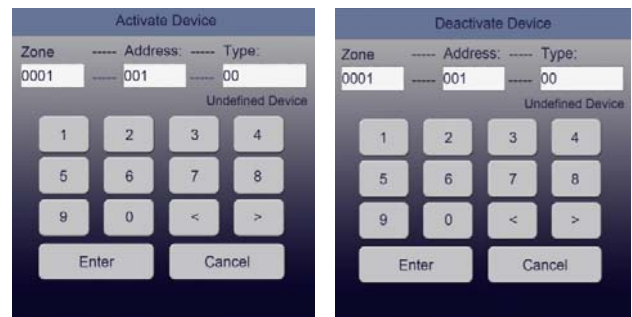 Activate Device
Zone ----- Address: ----- Type:
0001 ----- 001 ----- 00
Undefined Device
1 2 3 4
5 6 7 8
9 0 < >
Enter Cancel
Deactivate Device
Zone ----- Address: ----- Type:
0001 ----- 001 ----- 00
Undefined Device
1 2 3 4
5 6 7 8
9 0 < >
Enter Cancel